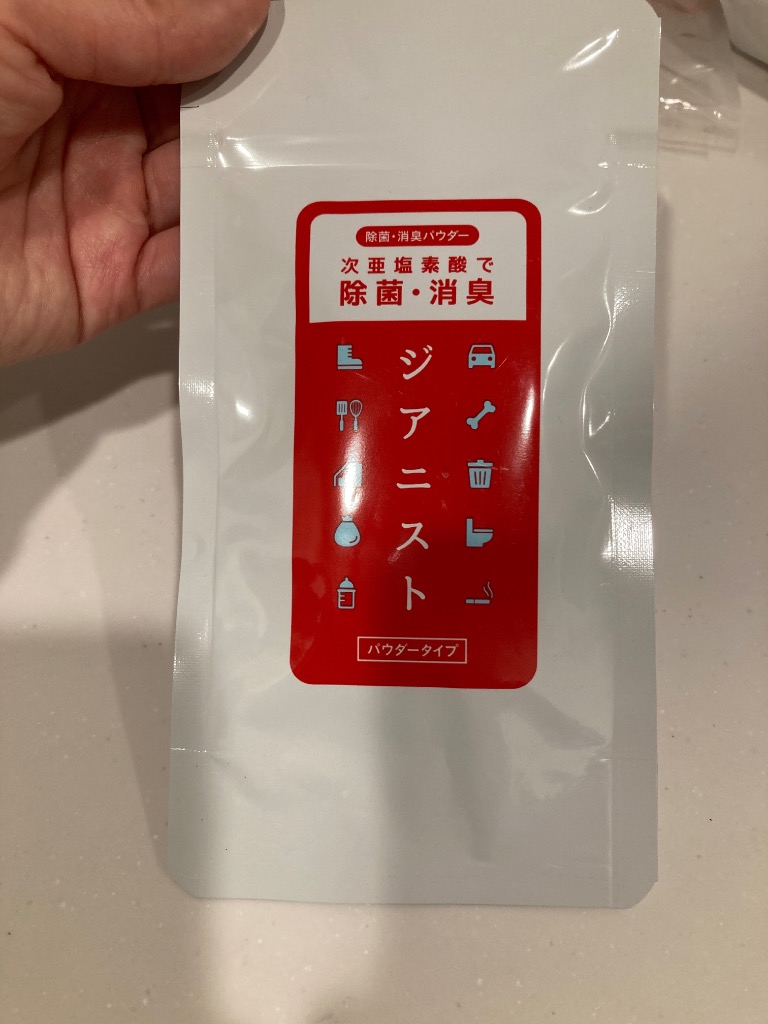 除菌・消臭パウダー
次亜塩素酸で
除菌・消臭
ジアニスト
パウダータイプ